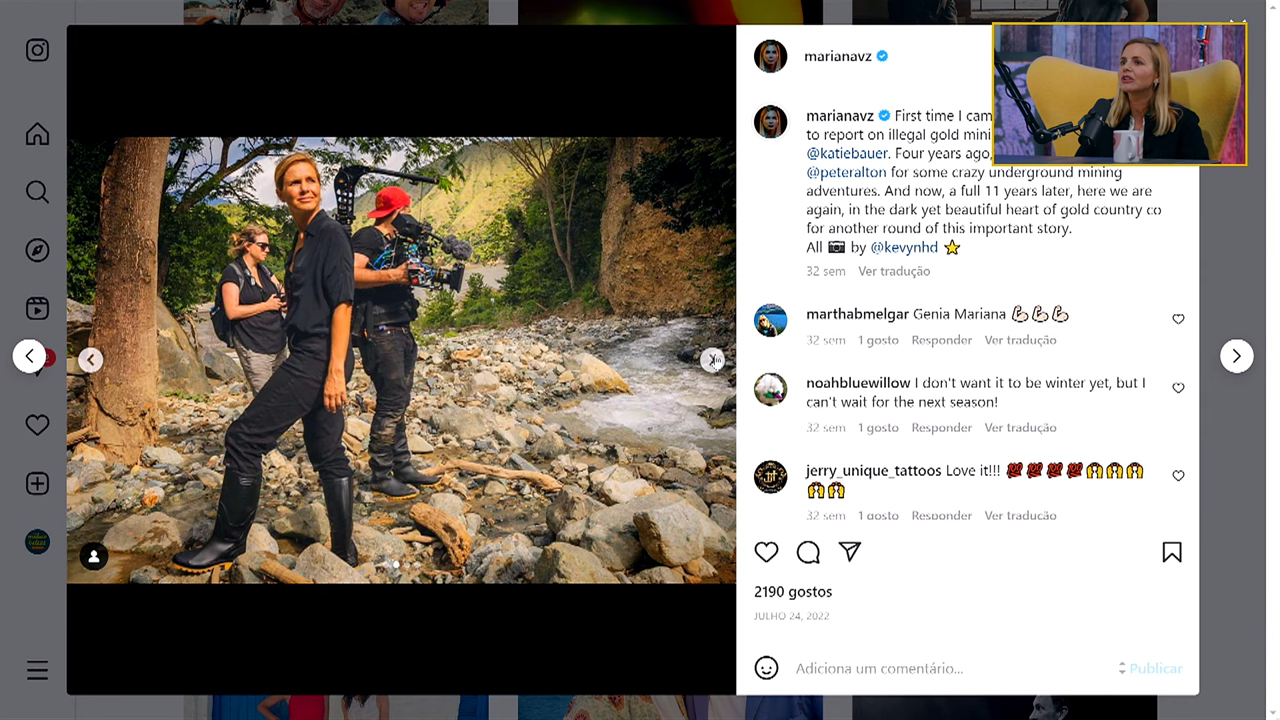 marianavz
marianavz First time I cam
to report on illegal gold mini
@katiebauer. Four years ago,
@peteralton for some crazy underground mining
adventures. And now, a full 11 years later, here we are
again, in the dark yet beautiful heart of gold country co
for another round of this important story.
All 📷 by @kevynhd ⭐
32 sem Ver tradução
marthabmelgar Genia Mariana 💪🏻💪🏻💪🏻
32 sem 1 gosto Responder Ver tradução
noahbluewillow I don't want it to be winter yet, but I
can't wait for the next season!
32 sem 1 gosto Responder Ver tradução
jerry_unique_tattoos Love it!!! 💯💯💯💯🙌🙌🙌
🙌🙌
32 sem 1 gosto Responder Ver tradução
2190 gostos
JULHO 24, 2022
Adiciona um comentário... Publicar